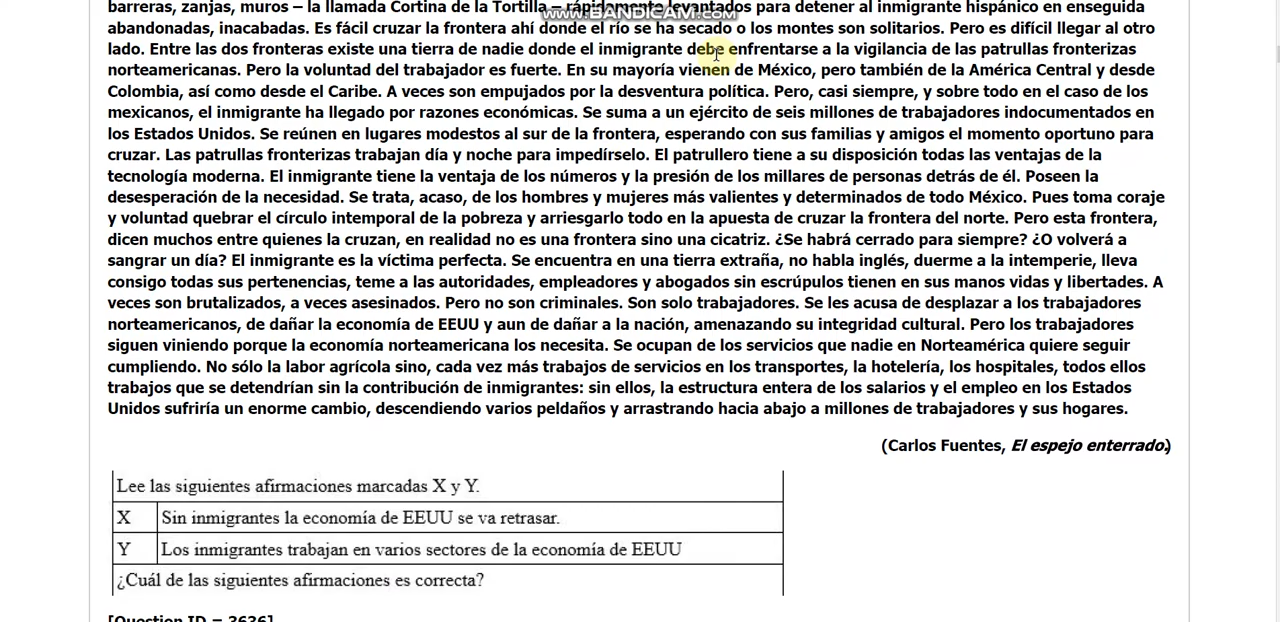 barreras, zanjas, muros – la llamada Cortina de la Tortilla – rápidamente levantados para detener al inmigrante hispánico en enseguida
www.BANDICAM.com
abandonadas, inacabadas. Es fácil cruzar la frontera ahí donde el río se ha secado o los montes son solitarios. Pero es difícil llegar al otro
lado. Entre las dos fronteras existe una tierra de nadie donde el inmigrante debe enfrentarse a la vigilancia de las patrullas fronterizas
norteamericanas. Pero la voluntad del trabajador es fuerte. En su mayoría vienen de México, pero también de la América Central y desde
Colombia, así como desde el Caribe. A veces son empujados por la desventura política. Pero, casi siempre, y sobre todo en el caso de los
mexicanos, el inmigrante ha llegado por razones económicas. Se suma a un ejército de seis millones de trabajadores indocumentados en
los Estados Unidos. Se reúnen en lugares modestos al sur de la frontera, esperando con sus familias y amigos el momento oportuno para
cruzar. Las patrullas fronterizas trabajan día y noche para impedírselo. El patrullero tiene a su disposición todas las ventajas de la
tecnología moderna. El inmigrante tiene la ventaja de los números y la presión de los millares de personas detrás de él. Poseen la
desesperación de la necesidad. Se trata, acaso, de los hombres y mujeres más valientes y determinados de todo México. Pues toma coraje
y voluntad quebrar el círculo intemporal de la pobreza y arriesgarlo todo en la apuesta de cruzar la frontera del norte. Pero esta frontera,
dicen muchos entre quienes la cruzan, en realidad no es una frontera sino una cicatriz. ¿Se habrá cerrado para siempre? ¿O volverá a
sangrar un día? El inmigrante es la víctima perfecta. Se encuentra en una tierra extraña, no habla inglés, duerme a la intemperie, lleva
consigo todas sus pertenencias, teme a las autoridades, empleadores y abogados sin escrúpulos tienen en sus manos vidas y libertades. A
veces son brutalizados, a veces asesinados. Pero no son criminales. Son solo trabajadores. Se les acusa de desplazar a los trabajadores
norteamericanos, de dañar la economía de EEUU y aun de dañar a la nación, amenazando su integridad cultural. Pero los trabajadores
siguen viniendo porque la economía norteamericana los necesita. Se ocupan de los servicios que nadie en Norteamérica quiere seguir
cumpliendo. No sólo la labor agrícola sino, cada vez más trabajos de servicios en los transportes, la hotelería, los hospitales, todos ellos
trabajos que se detendrían sin la contribución de inmigrantes: sin ellos, la estructura entera de los salarios y el empleo en los Estados
Unidos sufriría un enorme cambio, descendiendo varios peldaños y arrastrando hacia abajo a millones de trabajadores y sus hogares.
(Carlos Fuentes, El espejo enterrado.)
Lee las siguientes afirmaciones marcadas X y Y.
X Sin inmigrantes la economía de EEUU se va retrasar.
Y Los inmigrantes trabajan en varios sectores de la economía de EEUU
¿Cuál de las siguientes afirmaciones es correcta?
[Question ID = 3636]